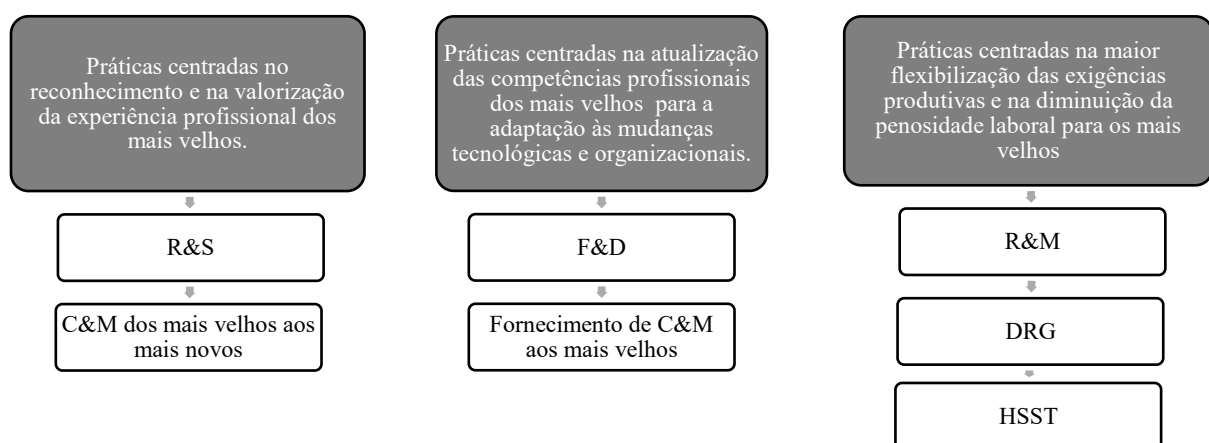 Práticas centradas no
reconhecimento e na valorização
da experiência profissional dos
mais velhos.
R&S
C&M dos mais velhos aos
mais novos
Práticas centradas na atualização
das competências profissionais
dos mais velhos para a
adaptação às mudanças
tecnológicas e organizacionais.
F&D
Fornecimento de C&M
aos mais velhos
Práticas centradas na maior
flexibilização das exigências
produtivas e na diminuição da
penosidade laboral para os mais
velhos
R&M
DRG
HSST